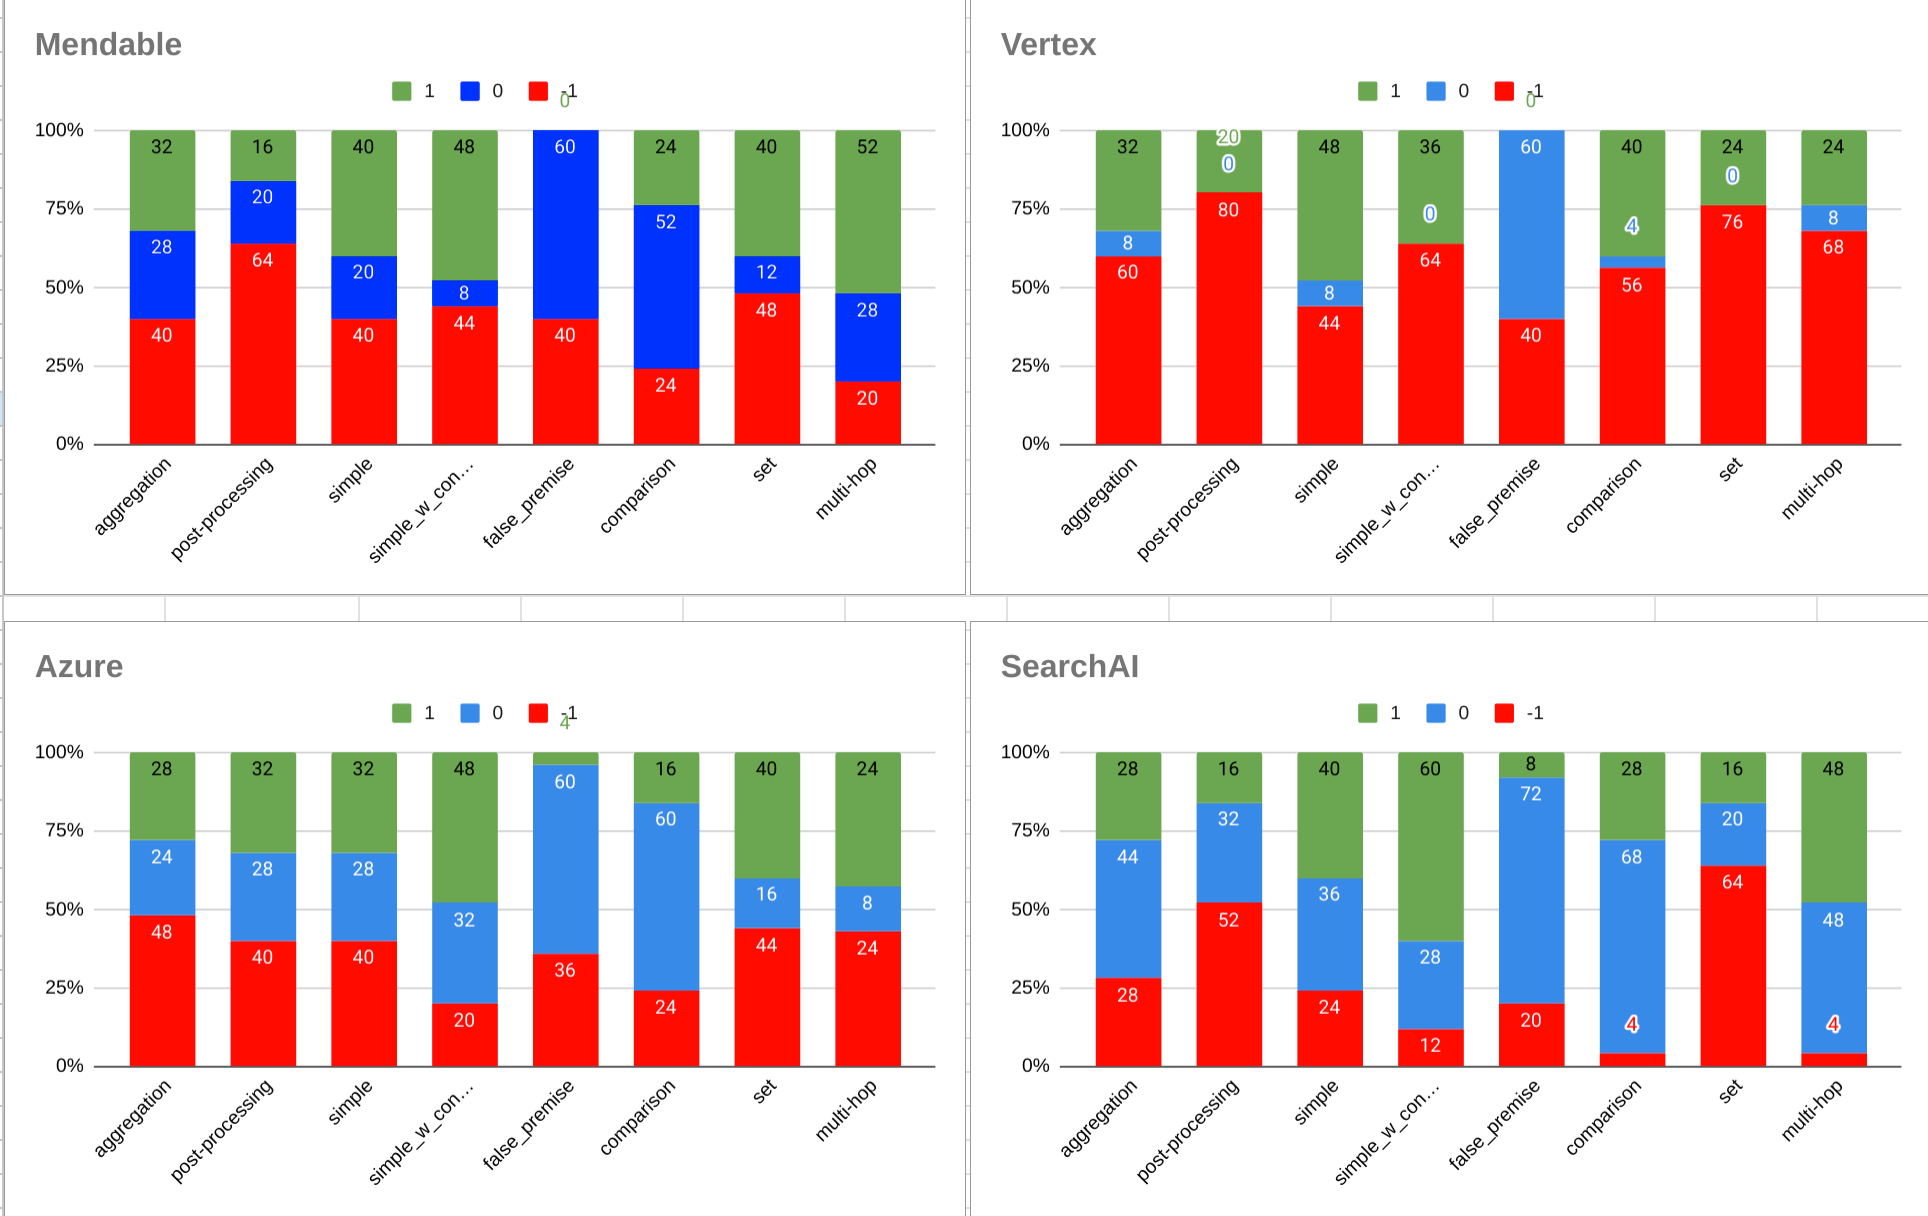 Mendable
1 0 -1
0
100%
32 16 40 48 60 24 40 52
20
75%
52
28 20 12
50%
8
64 48 28
40 40 44 40
25%
24 20
0%
aggregation post-processing simple simple_w_con... false_premise comparison set multi-hop
Vertex
1 0 -1
0
100%
20
32 48 36 60 40 24 24
0 0
75%
80 0 4 76 8
8 64 68
60 56
50%
8
44 40
25%
0%
aggregation post-processing simple simple_w_con... false_premise comparison set multi-hop
Azure
1 0 -1
4
100%
28 32 32 48 60 16 40 24
60
75%
24 28 28
16 8
50%
32
48 40 40 36 44 24
25%
20 24
0%
aggregation post-processing simple simple_w_con... false_premise comparison set multi-hop
SearchAI
1 0 -1
100%
28 16 40 60 8 28 16 48
72
32 20
75%
44 68
36 64
50%
52 48
28
25%
28 24 20 4 4
12
0%
aggregation post-processing simple simple_w_con... false_premise comparison set multi-hop